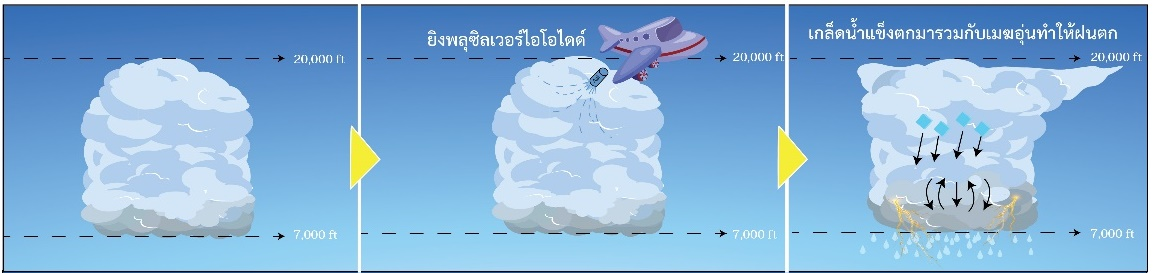 20,000 ft
7,000 ft
ยิงพลุซิลเวอร์ไอโอไดด์
20,000 ft
7,000 ft
เกล็ดน้ำแข็งตกมารวมกับเมฆอุ่นทำให้ฝนตก
20,000 ft
7,000 ft